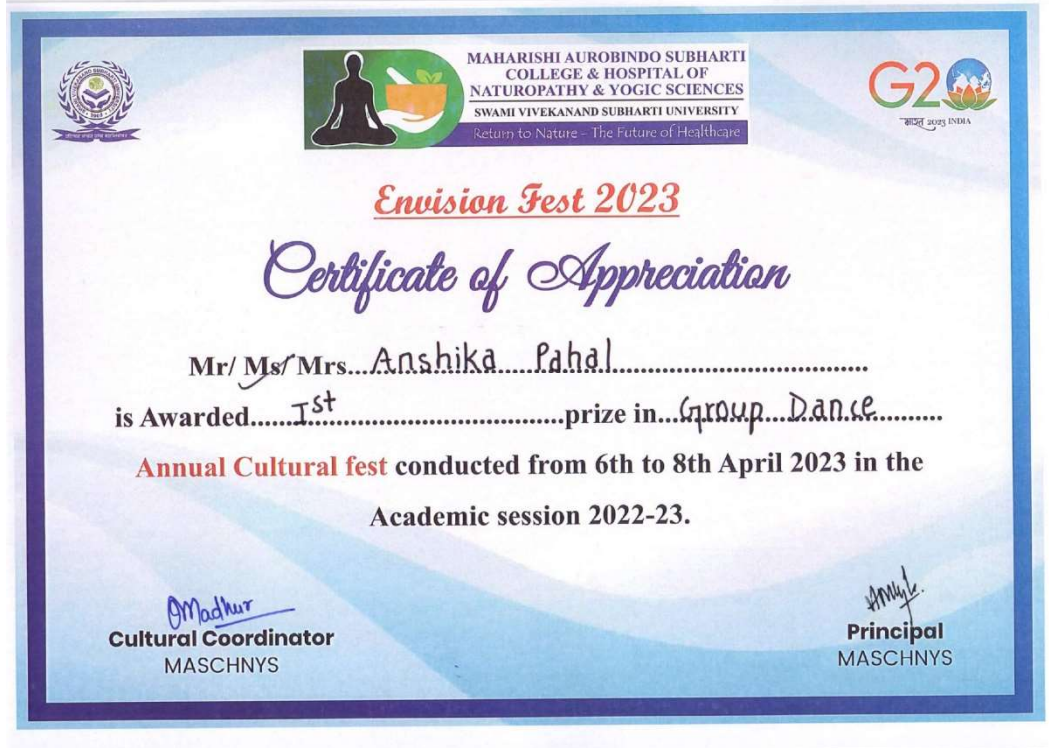 MAHARISHI AUROBINDO SUBHARTI
COLLEGE & HOSPITAL OF
NATUROPATHY & YOGIC SCIENCES
SWAMI VIVEKANAND SUBHARTI UNIVERSITY
Return to Nature - The Future of Healthcare
G20
भारत 2023 INDIA
Envision Fest 2023
Certificate of Appreciation
Mr/ Ms/ Mrs...Anshika Pahal...................................
is Awarded......Ist..................................prize in...Group Dance..........
Annual Cultural fest conducted from 6th to 8th April 2023 in the
Academic session 2022-23.
Madhur
Cultural Coordinator
MASCHNYS
Principal
MASCHNYS